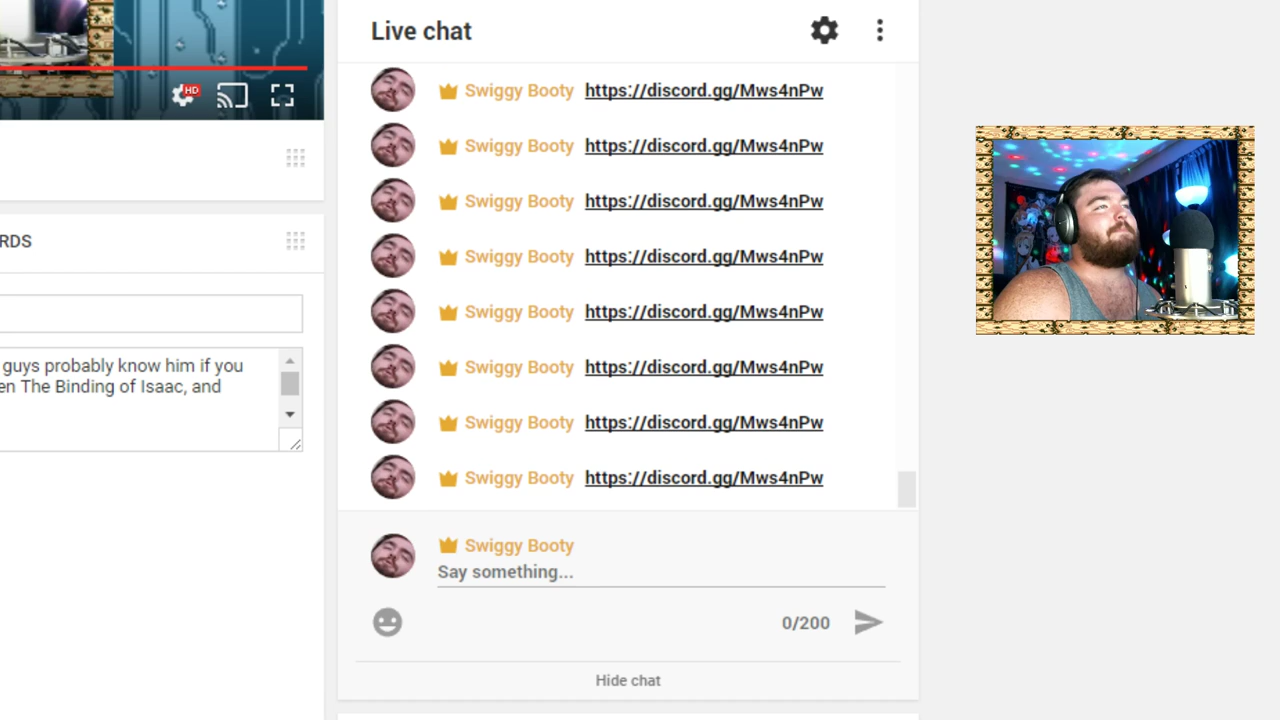 Live chat
HD
Swiggy Booty https://discord.gg/Mws4nPw
Swiggy Booty https://discord.gg/Mws4nPw
RDS
Swiggy Booty https://discord.gg/Mws4nPw
Swiggy Booty https://discord.gg/Mws4nPw
Swiggy Booty https://discord.gg/Mws4nPw
guys probably know him if you
en The Binding of Isaac, and
Swiggy Booty https://discord.gg/Mws4nPw
Swiggy Booty https://discord.gg/Mws4nPw
Swiggy Booty https://discord.gg/Mws4nPw
Swiggy Booty
Say something...
0/200
Hide chat